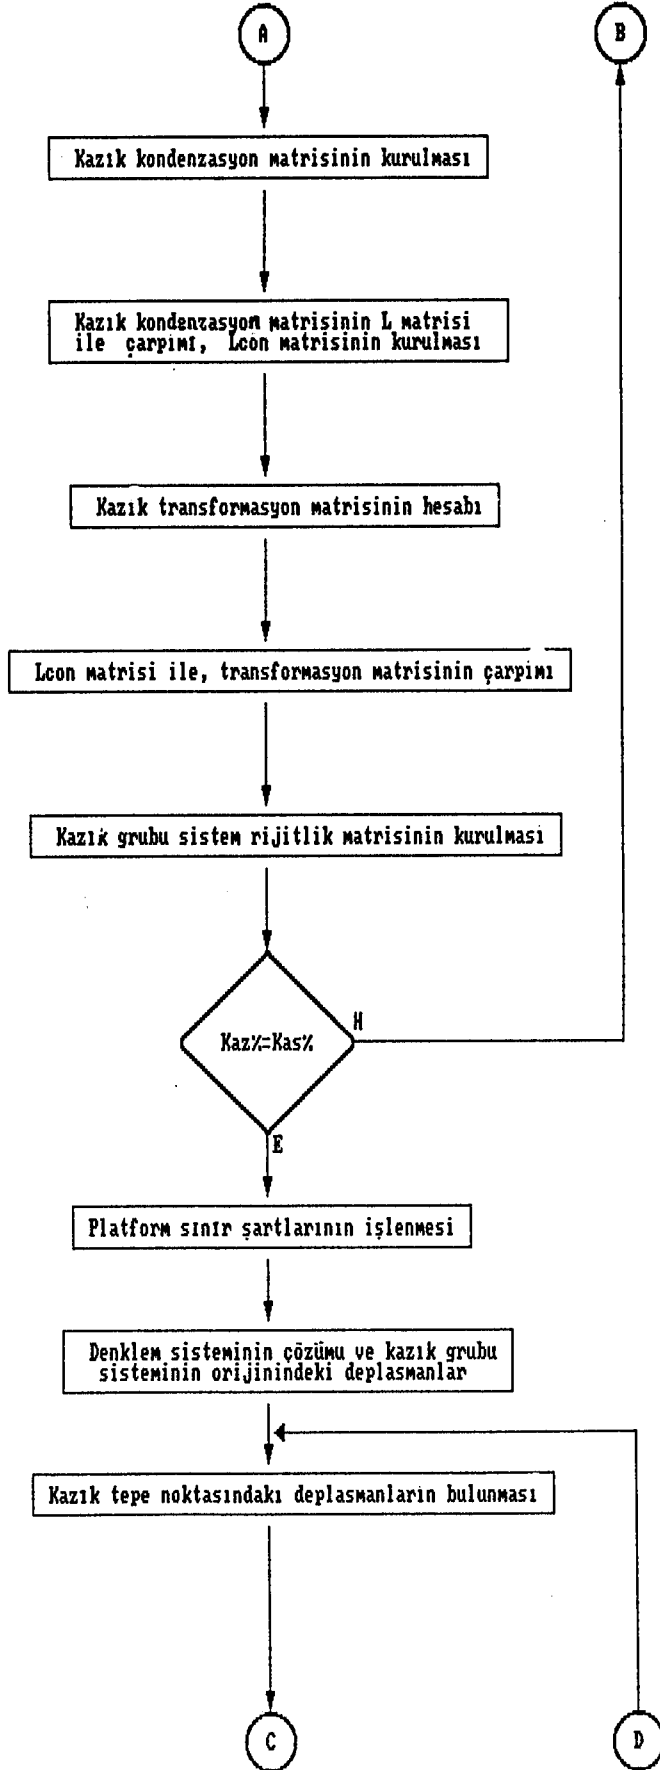 A
B
Kazık kondenzasyon matrisinin kurulması
Kazık kondenzasyon matrisinin L matrisi
ile çarpımı, Lcon matrisinin kurulması
Kazık transformasyon matrisinin hesabı
Lcon matrisi ile, transformasyon matrisinin çarpımı
Kazık grubu sistem rijitlik matrisinin kurulması
Kaz%=Kas%
H
E
Platform sınır şartlarının işlenmesi
Denklem sisteminin çözümu ve kazık grubu
sisteminin orijinindeki deplasmanlar
Kazık tepe noktasındakı deplasmanların bulunması
C
D